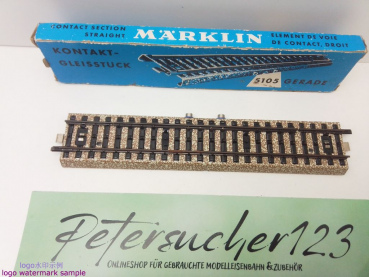 CONTACT SECTION
STRAIGHT
MÄRKLIN
ELEMENT DE VOIE
DE CONTACT, DROIT
KONTAKT-
GLEISSTUCK
5105 GERADE
Petersucher123
ONLINESHOP FÜR GEBRAUCHTE MODELLEISENBAHN & ZUBEHÖR
logo watermark sample